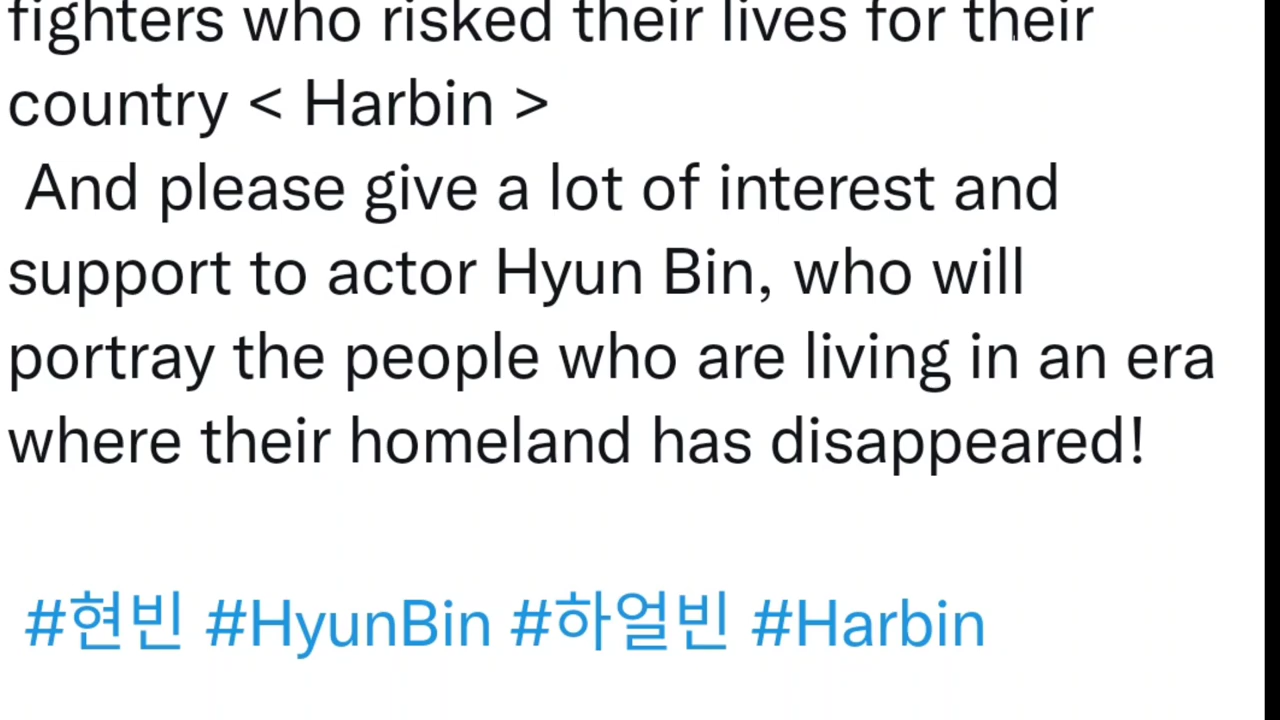 fighters who risked their lives for their
country < Harbin >
And please give a lot of interest and
support to actor Hyun Bin, who will
portray the people who are living in an era
where their homeland has disappeared!
#현빈 #HyunBin #하얼빈 #Harbin